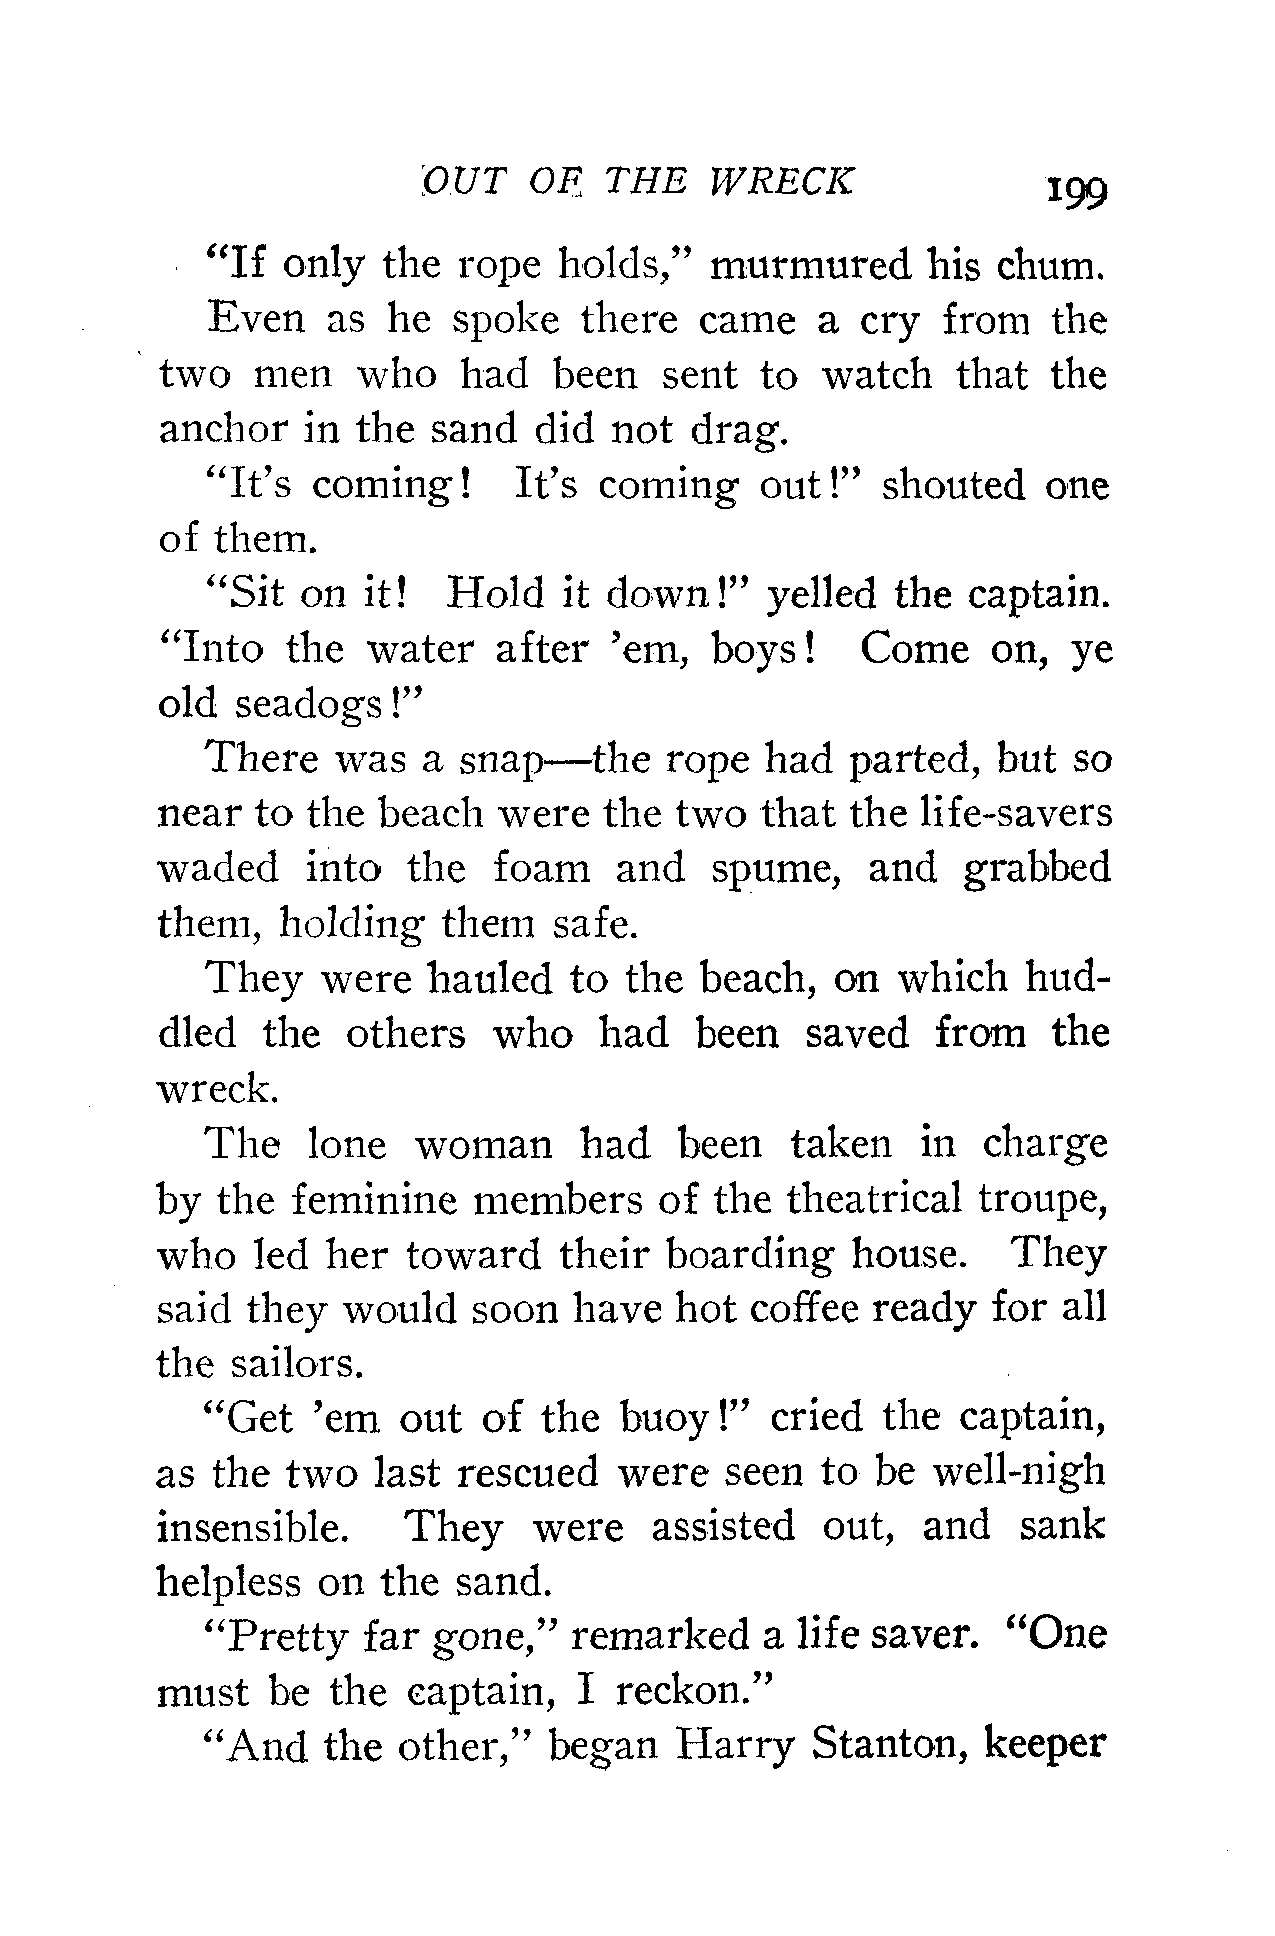 OUT OF THE WRECK 199
“If only the rope holds,” murmured his chum.
Even as he spoke there came a cry from the
two men who had been sent to watch that the
anchor in the sand did not drag.
“It’s coming! It’s coming out!” shouted one
of them.
“Sit on it! Hold it down!” yelled the captain.
“Into the water after ’em, boys! Come on, ye
old seadogs!”
There was a snap—the rope had parted, but so
near to the beach were the two that the life-savers
waded into the foam and spume, and grabbed
them, holding them safe.
They were hauled to the beach, on which hud-
dled the others who had been saved from the
wreck.
The lone woman had been taken in charge
by the feminine members of the theatrical troupe,
who led her toward their boarding house. They
said they would soon have hot coffee ready for all
the sailors.
“Get ’em out of the buoy!” cried the captain,
as the two last rescued were seen to be well-nigh
insensible. They were assisted out, and sank
helpless on the sand.
“Pretty far gone,” remarked a life saver. “One
must be the captain, I reckon.”
“And the other,” began Harry Stanton, keeper